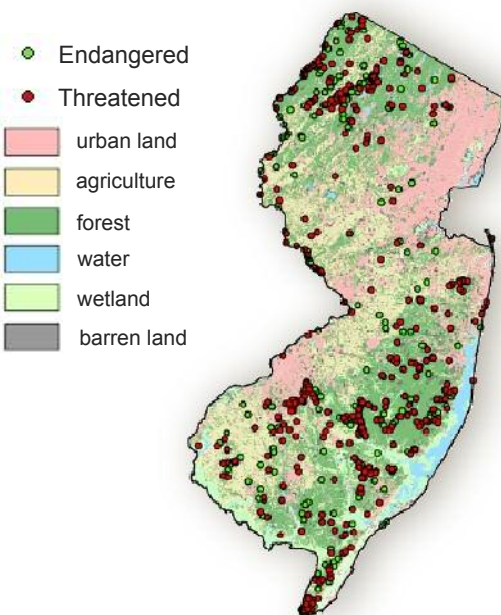 Endangered
Threatened
urban land
agriculture
forest
water
wetland
barren land